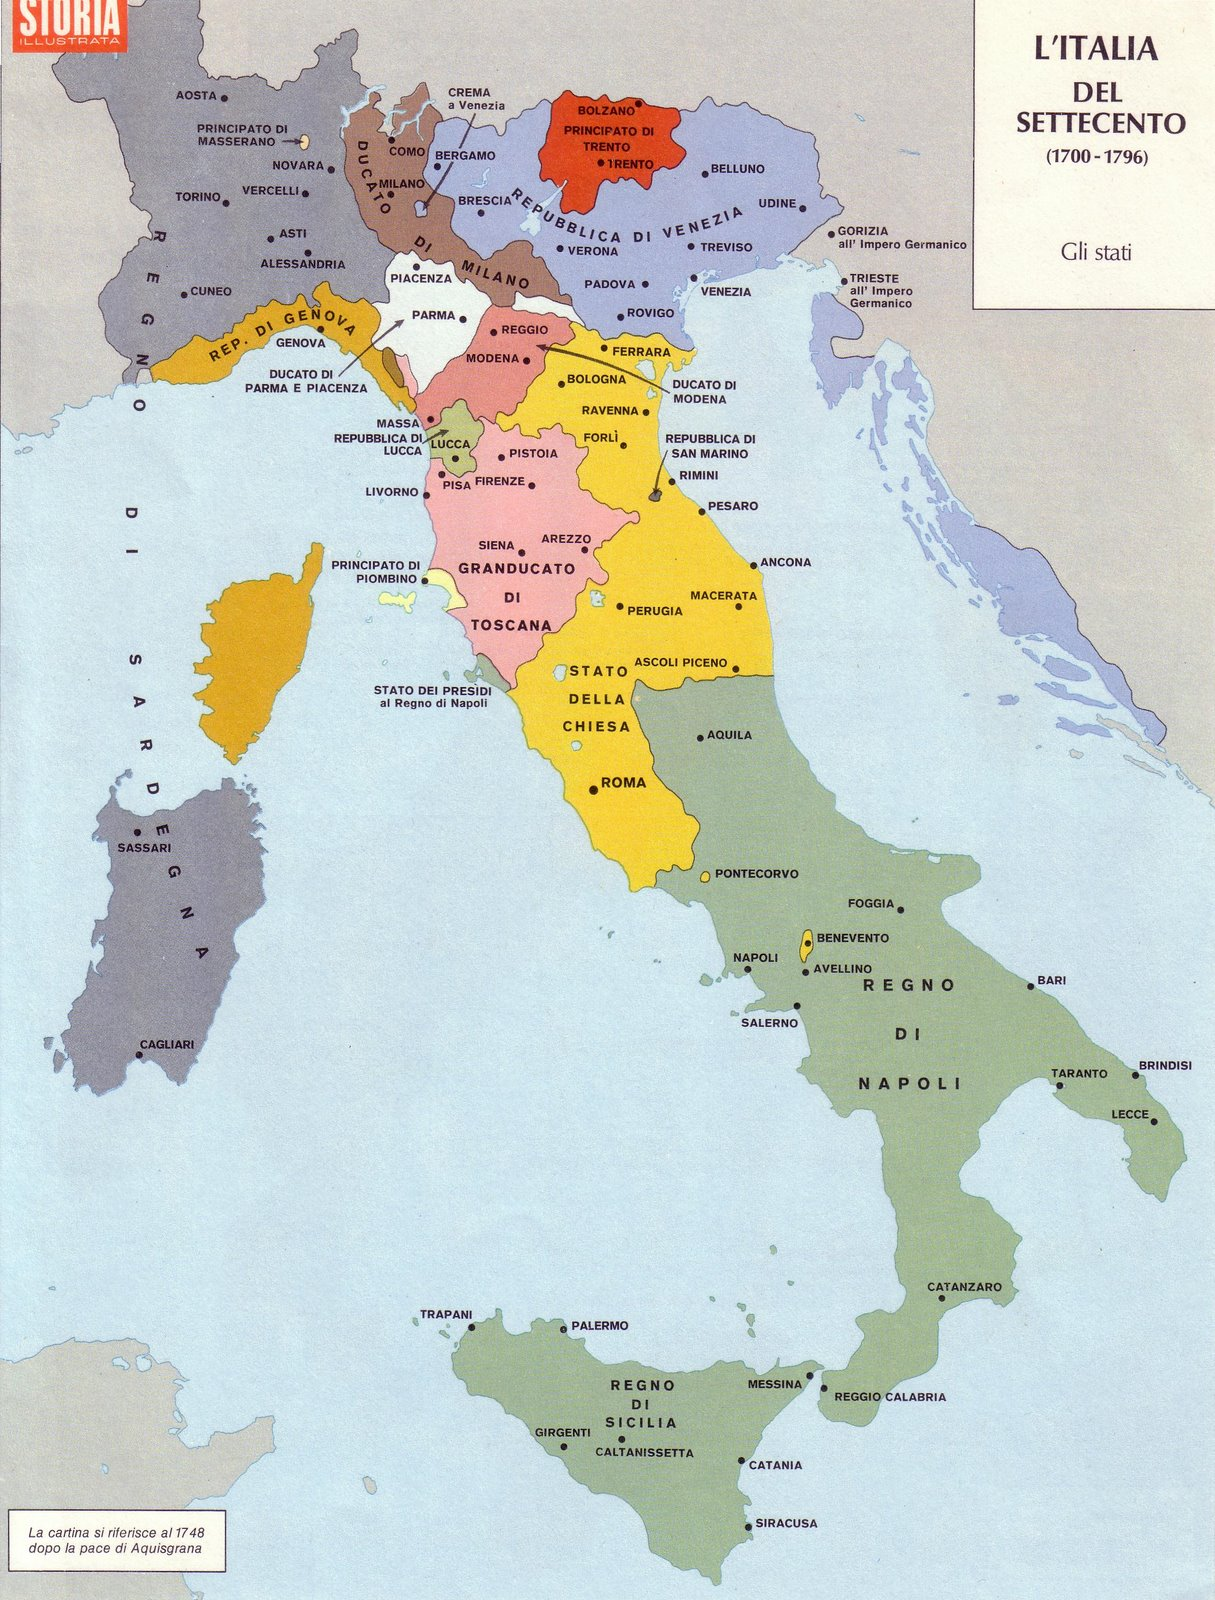 STORIA
ILLUSTRATA
L'ITALIA
DEL
SETTECENTO
(1700-1796)
Gli stati
AOSTA
PRINCIPATO DI
MASSERANO
NOVARA
VERCELLI
TORINO
ASTI
ALESSANDRIA
CUNEO
REGNO DI SARDEGNA
CREMA
a Venezia
COMO
MILANO
DUCATO DI MILANO
BERGAMO
BRESCIA
BOLZANO
PRINCIPATO DI
TRENTO
TRENTO
BELLUNO
UDINE
REPUBBLICA DI VENEZIA
VERONA
TREVISO
PADOVA
VENEZIA
ROVIGO
GORIZIA
all' Impero Germanico
TRIESTE
all' Impero
Germanico
PIACENZA
PARMA
REP. DI GENOVA
GENOVA
DUCATO DI
PARMA E PIACENZA
REGGIO
MODENA
DUCATO DI
MODENA
FERRARA
BOLOGNA
RAVENNA
FORLÌ
MASSA
REPUBBLICA DI
LUCCA
LUCCA
REPUBBLICA DI
SAN MARINO
RIMINI
PESARO
PISTOIA
PISA
FIRENZE
LIVORNO
SIENA
AREZZO
GRANDUCATO
DI
TOSCANA
PRINCIPATO DI
PIOMBINO
ANCONA
MACERATA
PERUGIA
ASCOLI PICENO
STATO
DELLA
CHIESA
STATO DEI PRESÌDI
al Regno di Napoli
AQUILA
ROMA
SASSARI
CAGLIARI
PONTECORVO
FOGGIA
BENEVENTO
NAPOLI
AVELLINO
SALERNO
BARI
REGNO
DI
NAPOLI
TARANTO
BRINDISI
LECCE
CATANZARO
TRAPANI
PALERMO
MESSINA
REGGIO CALABRIA
REGNO
DI
SICILIA
GIRGENTI
CALTANISSETTA
CATANIA
SIRACUSA
La cartina si riferisce al 1748
dopo la pace di Aquisgrana